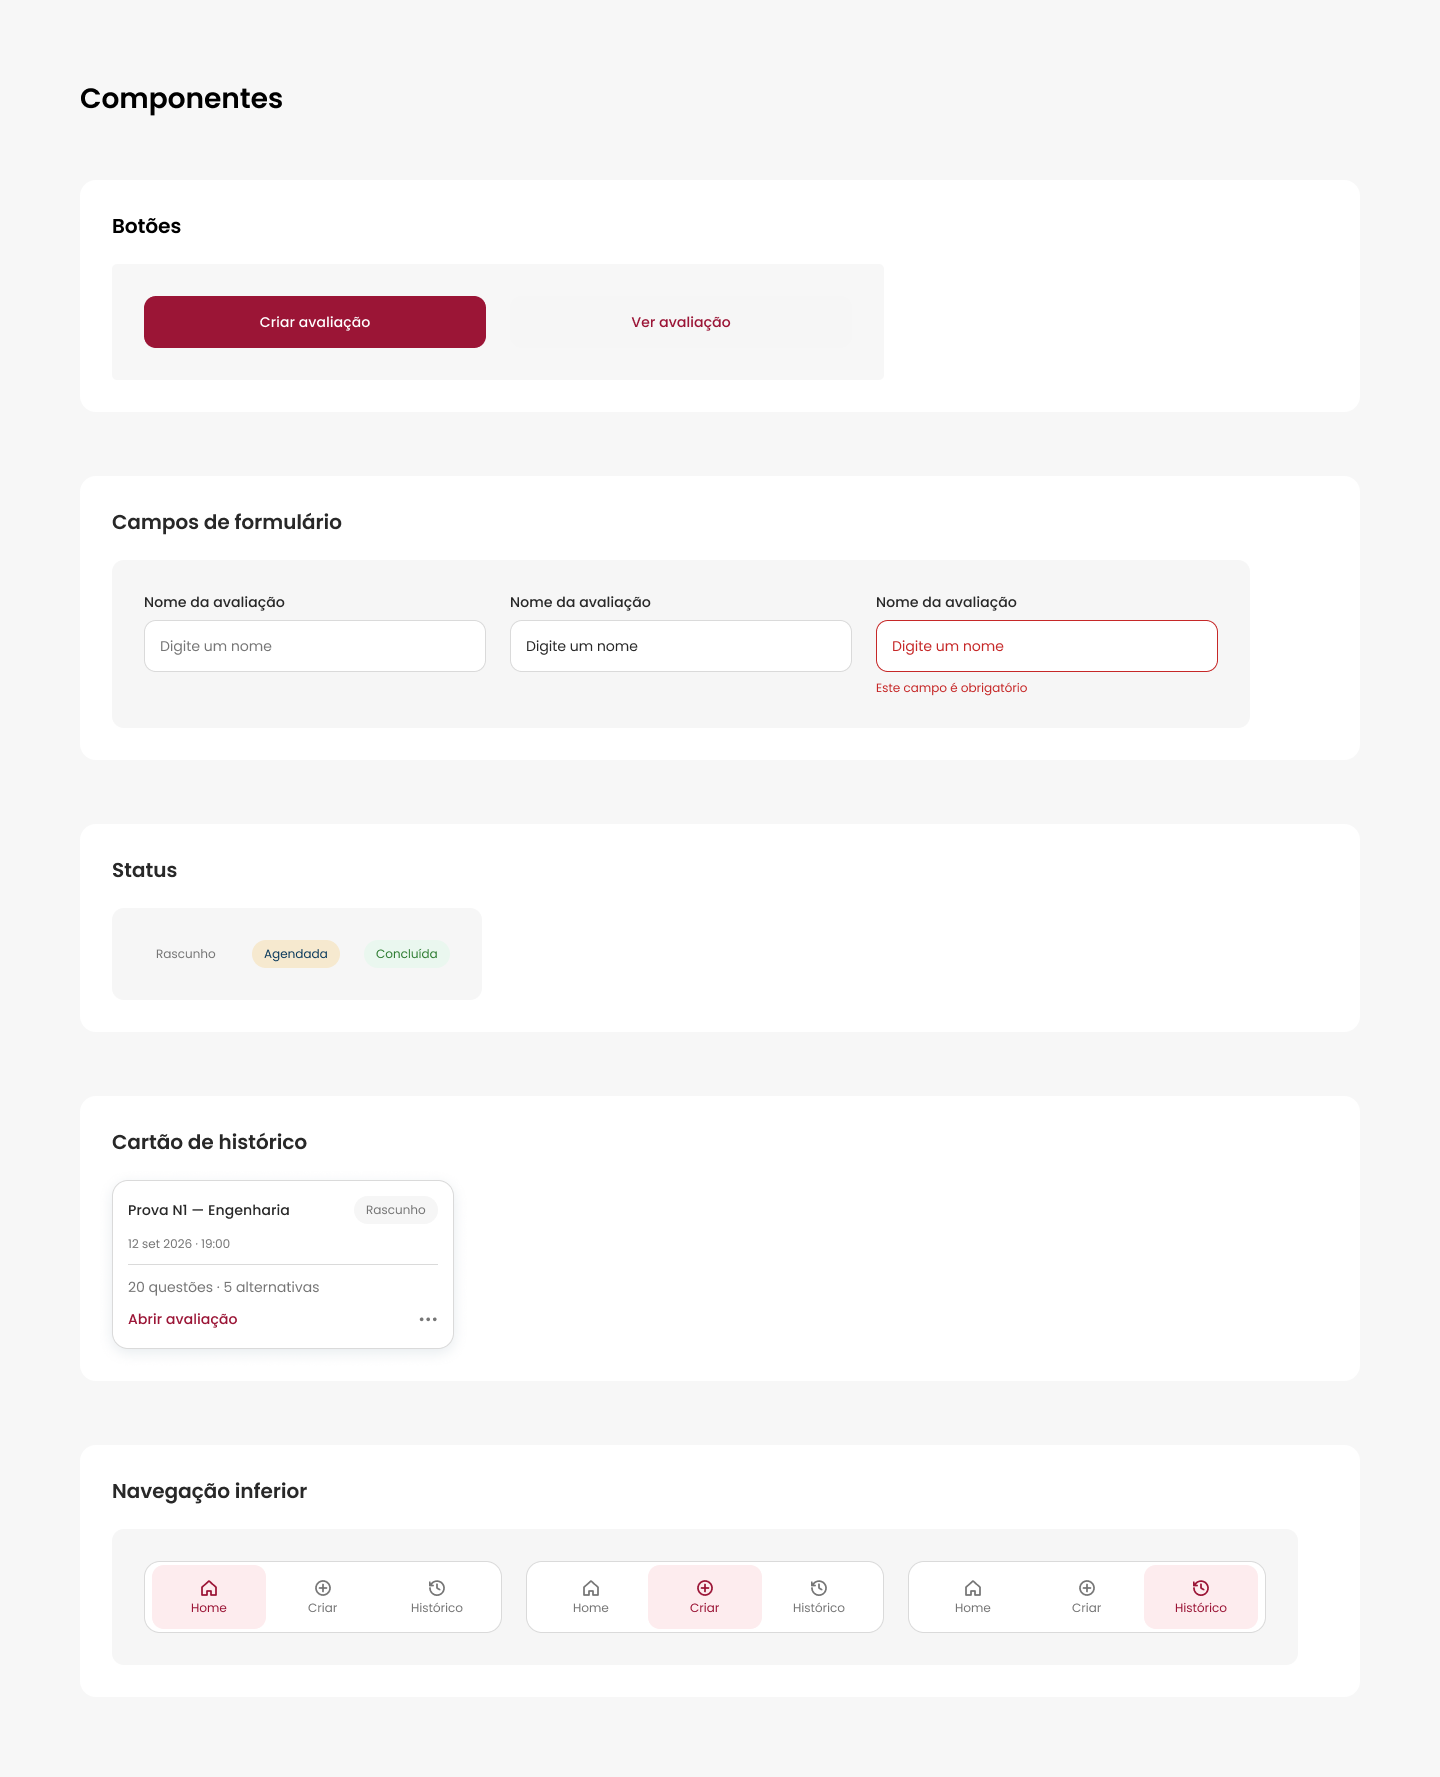 Componentes
Botões
Criar avaliação
Ver avaliação
Campos de formulário
Nome da avaliação
Digite um nome
Nome da avaliação
Digite um nome
Nome da avaliação
Digite um nome
Este campo é obrigatório
Status
Rascunho
Agendada
Concluída
Cartão de histórico
Prova N1 — Engenharia
Rascunho
12 set 2026 · 19:00
20 questões · 5 alternativas
Abrir avaliação
Navegação inferior
Home
Criar
Histórico
Home
Criar
Histórico
Home
Criar
Histórico